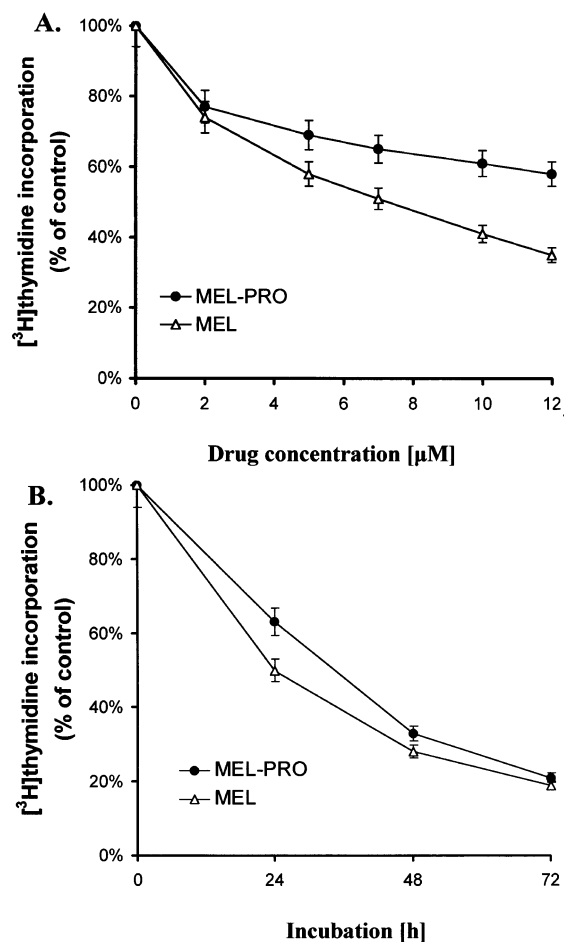 A.
[³H]thymidine incorporation
(% of control)
100%
80%
60%
40%
20%
0%
MEL-PRO
MEL
0 2 4 6 8 10 12
Drug concentration [µM]
B.
[³H]thymidine incorporation
(% of control)
100%
80%
60%
40%
20%
0%
MEL-PRO
MEL
0 24 48 72
Incubation [h]